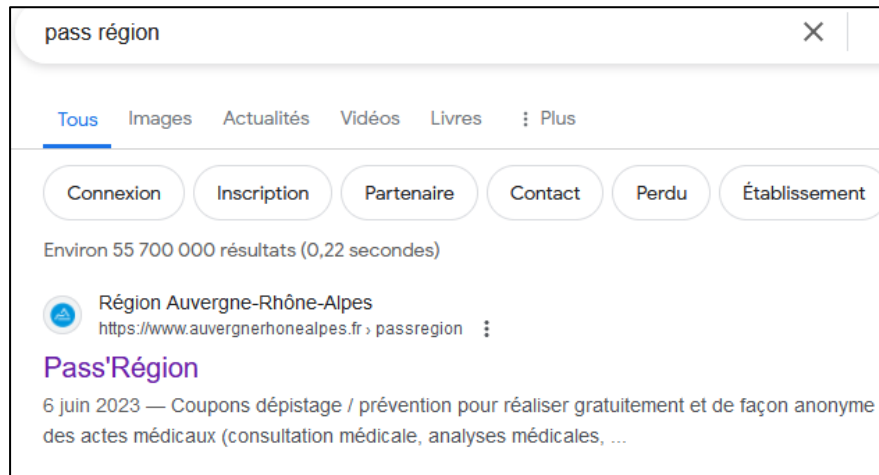 pass région
Tous Images Actualités Vidéos Livres Plus
Connexion Inscription Partenaire Contact Perdu Établissement
Environ 55 700 000 résultats (0,22 secondes)
Région Auvergne-Rhône-Alpes
https://www.auvergnerhonealpes.fr › passregion
Pass'Région
6 juin 2023 — Coupons dépistage / prévention pour réaliser gratuitement et de façon anonyme
des actes médicaux (consultation médicale, analyses médicales, ...